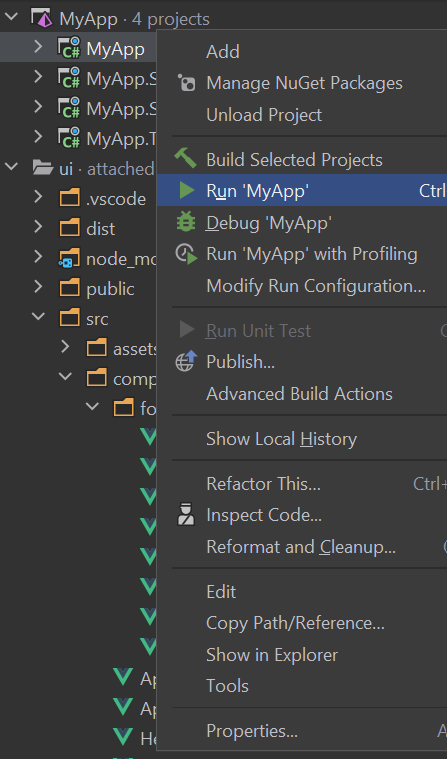 MyApp · 4 projects
MyApp
MyApp.S
MyApp.S
MyApp.T
ui · attached
.vscode
dist
node_mo
public
src
assets
comp
fo
Ap
Ap
He
Add
Manage NuGet Packages
Unload Project
Build Selected Projects
Run 'MyApp' Ctrl
Debug 'MyApp'
Run 'MyApp' with Profiling
Modify Run Configuration...
Run Unit Test
Publish...
Advanced Build Actions
Show Local History
Refactor This... Ctrl+
Inspect Code...
Reformat and Cleanup...
Edit
Copy Path/Reference...
Show in Explorer
Tools
Properties... A